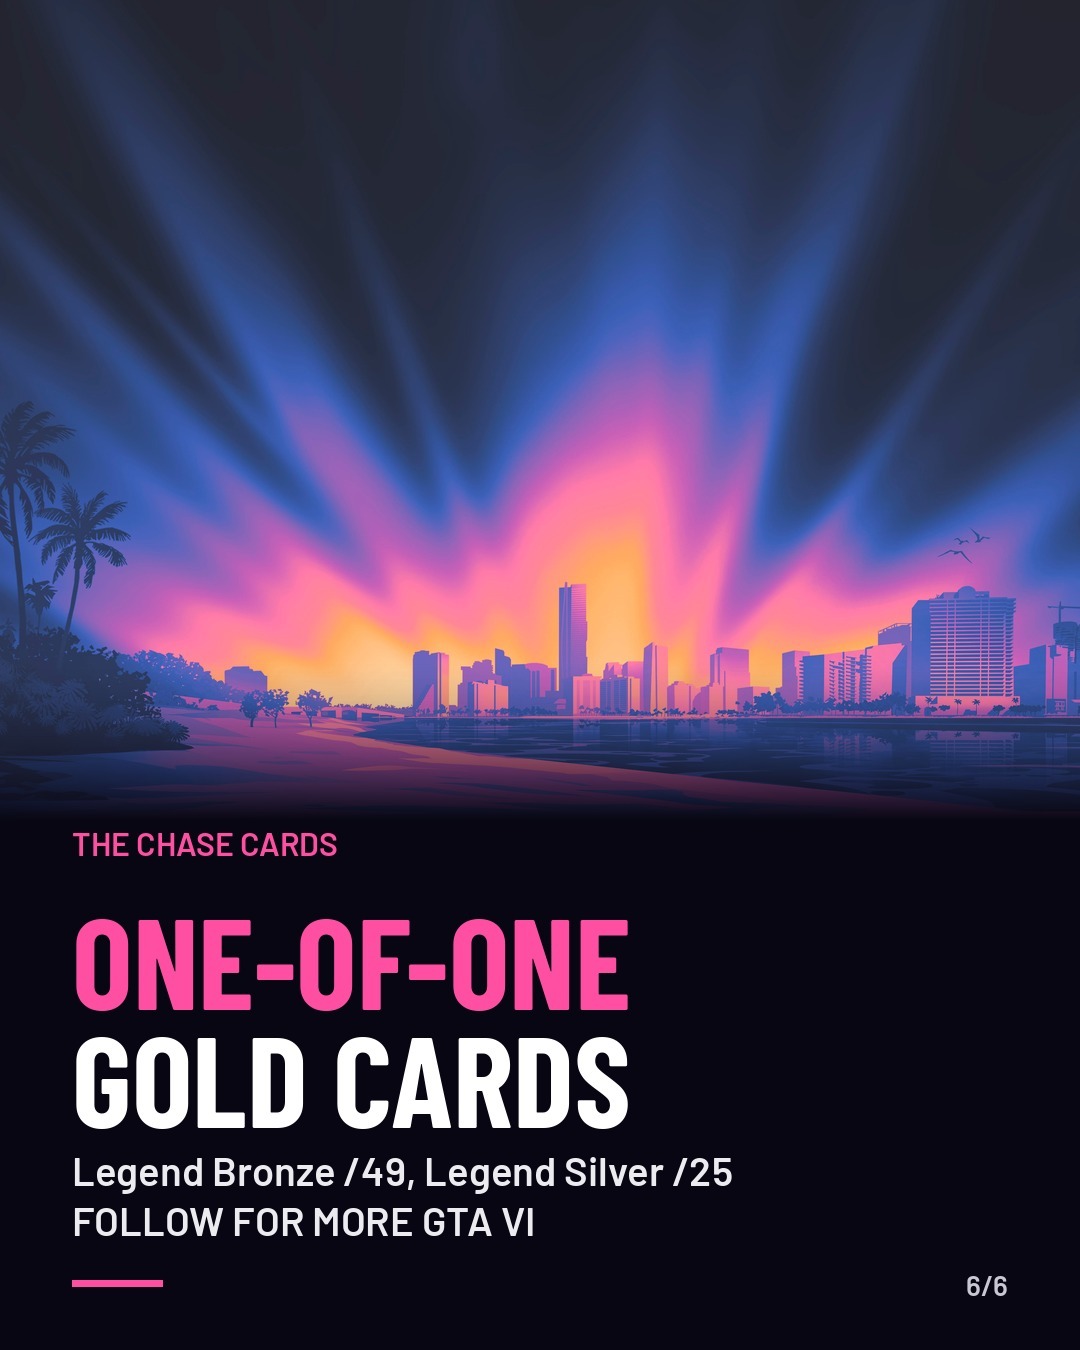 THE CHASE CARDS
ONE-OF-ONE
GOLD CARDS
Legend Bronze /49, Legend Silver /25
FOLLOW FOR MORE GTA VI
6/6